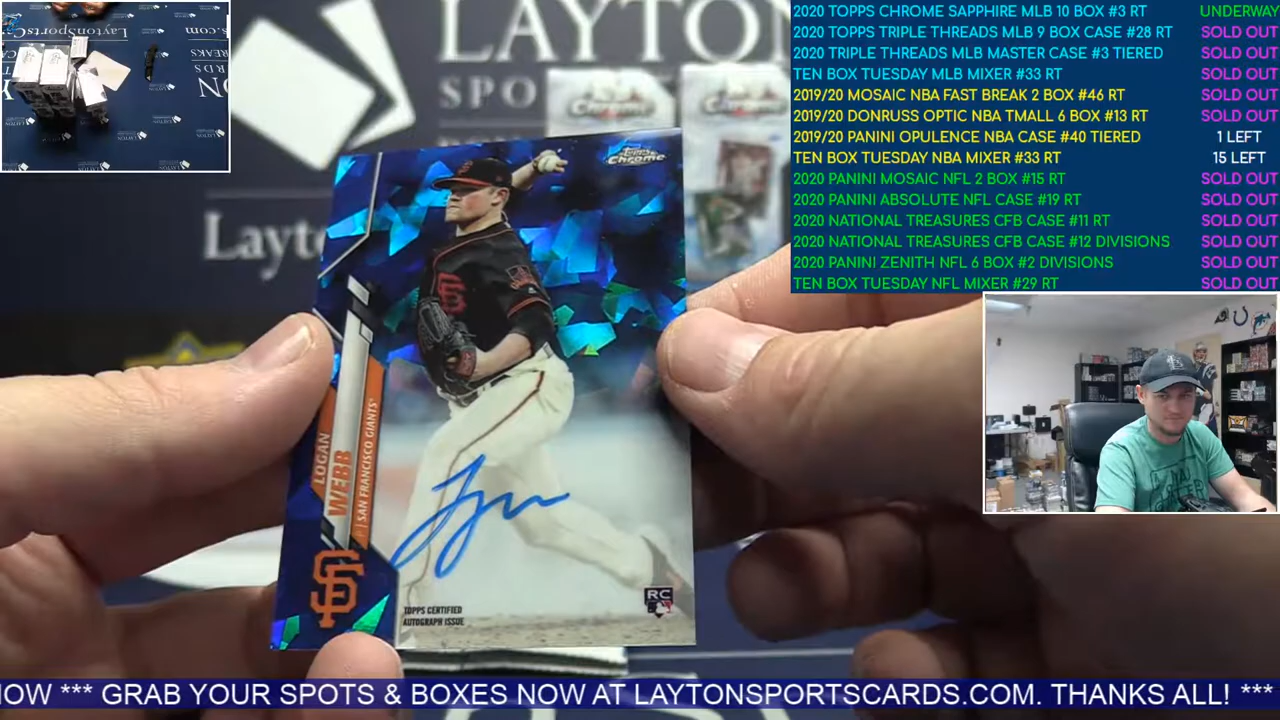 LaytonSportsCards
LAYTON
SPO
Layto
Topps
Chrome
LOGAN
WEBB
P | SAN FRANCISCO GIANTS®
SF
TOPPS CERTIFIED
AUTOGRAPH ISSUE
RC
2020 TOPPS CHROME SAPPHIRE MLB 10 BOX #3 RT UNDERWAY
2020 TOPPS TRIPLE THREADS MLB 9 BOX CASE #28 RT SOLD OUT
2020 TRIPLE THREADS MLB MASTER CASE #3 TIERED SOLD OUT
TEN BOX TUESDAY MLB MIXER #33 RT SOLD OUT
2019/20 MOSAIC NBA FAST BREAK 2 BOX #46 RT SOLD OUT
2019/20 DONRUSS OPTIC NBA TMALL 6 BOX #13 RT SOLD OUT
2019/20 PANINI OPULENCE NBA CASE #40 TIERED 1 LEFT
TEN BOX TUESDAY NBA MIXER #33 RT 15 LEFT
2020 PANINI MOSAIC NFL 2 BOX #15 RT SOLD OUT
2020 PANINI ABSOLUTE NFL CASE #19 RT SOLD OUT
2020 NATIONAL TREASURES CFB CASE #11 RT SOLD OUT
2020 NATIONAL TREASURES CFB CASE #12 DIVISIONS SOLD OUT
2020 PANINI ZENITH NFL 6 BOX #2 DIVISIONS SOLD OUT
TEN BOX TUESDAY NFL MIXER #29 RT SOLD OUT
OW *** GRAB YOUR SPOTS & BOXES NOW AT LAYTONSPORTSCARDS.COM. THANKS ALL! ***